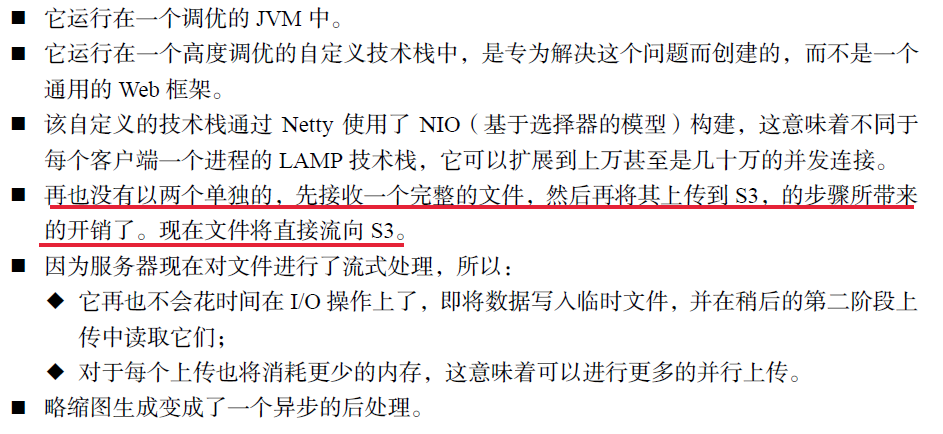 ■ 它运行在一个调优的 JVM 中。
■ 它运行在一个高度调优的自定义技术栈中，是专为解决这个问题而创建的，而不是一个
通用的 Web 框架。
■ 该自定义的技术栈通过 Netty 使用了 NIO（基于选择器的模型）构建，这意味着不同于
每个客户端一个进程的 LAMP 技术栈，它可以扩展到上万甚至是几十万的并发连接。
■ 再也没有以两个单独的，先接收一个完整的文件，然后再将其上传到 S3，的步骤所带来
的开销了。现在文件将直接流向 S3。
■ 因为服务器现在对文件进行了流式处理，所以：
◆ 它再也不会花时间在 I/O 操作上了，即将数据写入临时文件，并在稍后的第二阶段上
传中读取它们；
◆ 对于每个上传也将消耗更少的内存，这意味着可以进行更多的并行上传。
■ 略缩图生成变成了一个异步的后处理。